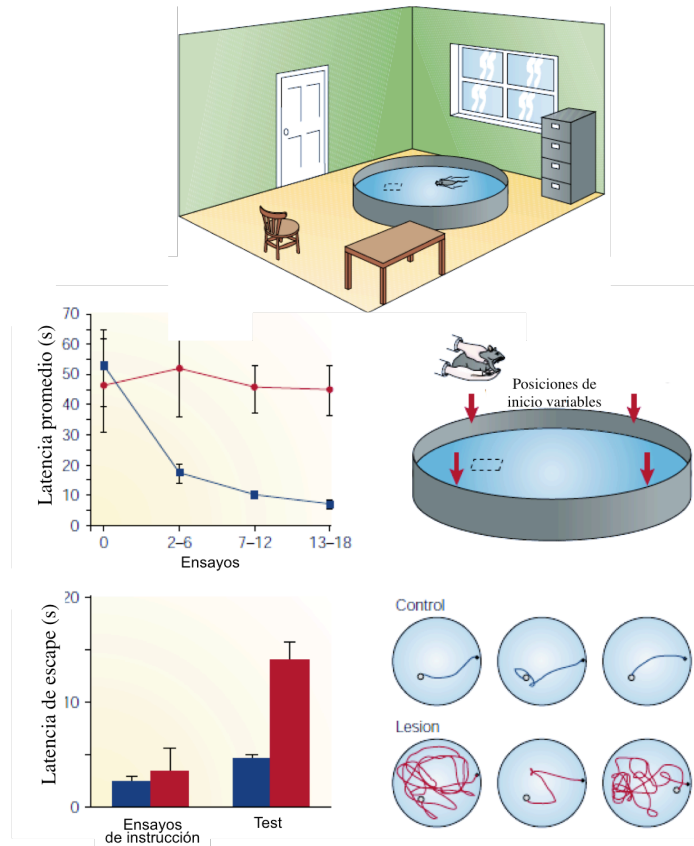 Latencia promedio (s)
70
60
50
40
30
20
10
0
0
2–6
7–12
13–18
Ensayos
Posiciones de
inicio variables
Latencia de escape (s)
20
10
0
Ensayos
de instrucción
Test
Control
Lesion